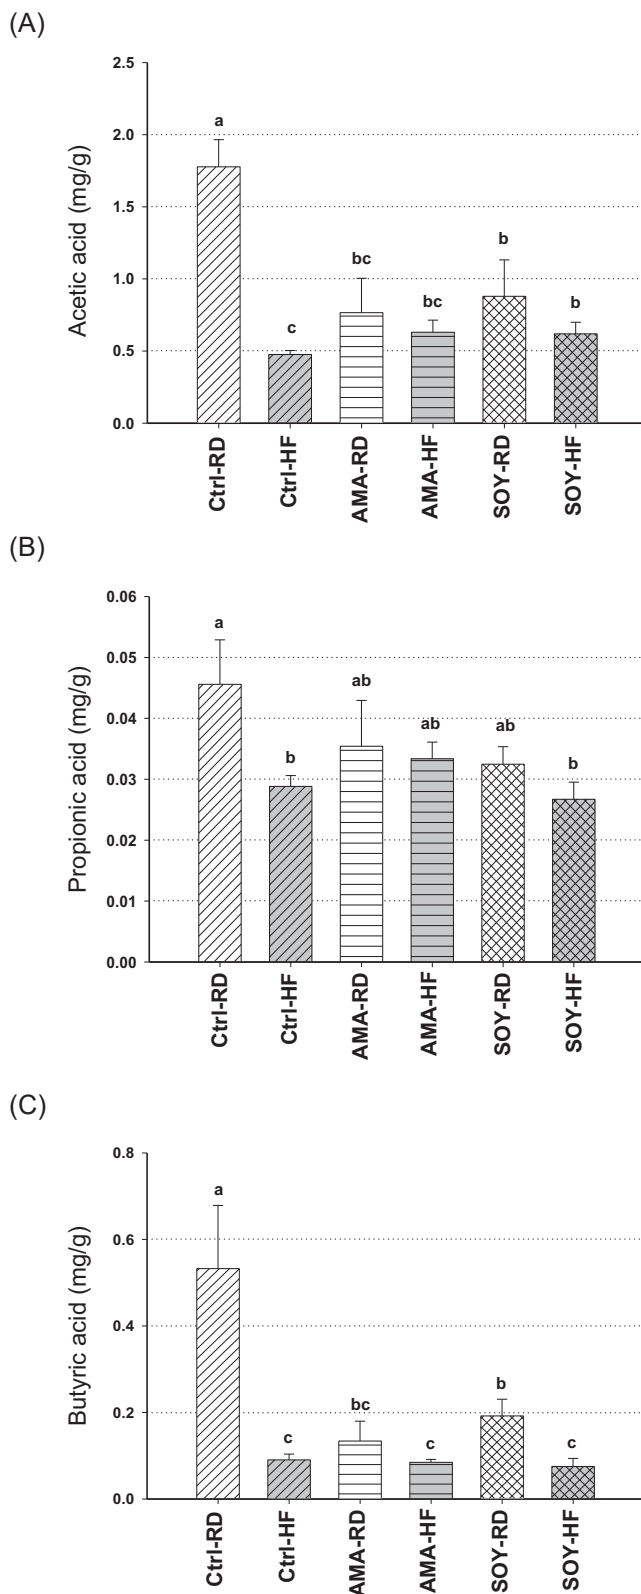 (A)
Acetic acid (mg/g)
2.5
2.0
1.5
1.0
0.5
0.0
a
c
bc
bc
b
b
Ctrl-RD
Ctrl-HF
AMA-RD
AMA-HF
SOY-RD
SOY-HF
(B)
Propionic acid (mg/g)
0.06
0.05
0.04
0.03
0.02
0.01
0.00
a
b
ab
ab
ab
b
Ctrl-RD
Ctrl-HF
AMA-RD
AMA-HF
SOY-RD
SOY-HF
(C)
Butyric acid (mg/g)
0.8
0.6
0.4
0.2
0.0
a
c
bc
c
b
c
Ctrl-RD
Ctrl-HF
AMA-RD
AMA-HF
SOY-RD
SOY-HF